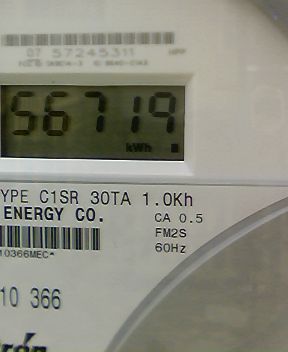 07 57245311
56719
kWh
YPE C1SR 30TA 1.0Kh
ENERGY CO.
CA 0.5
FM2S
60Hz
10366MEC*
10 366
rón